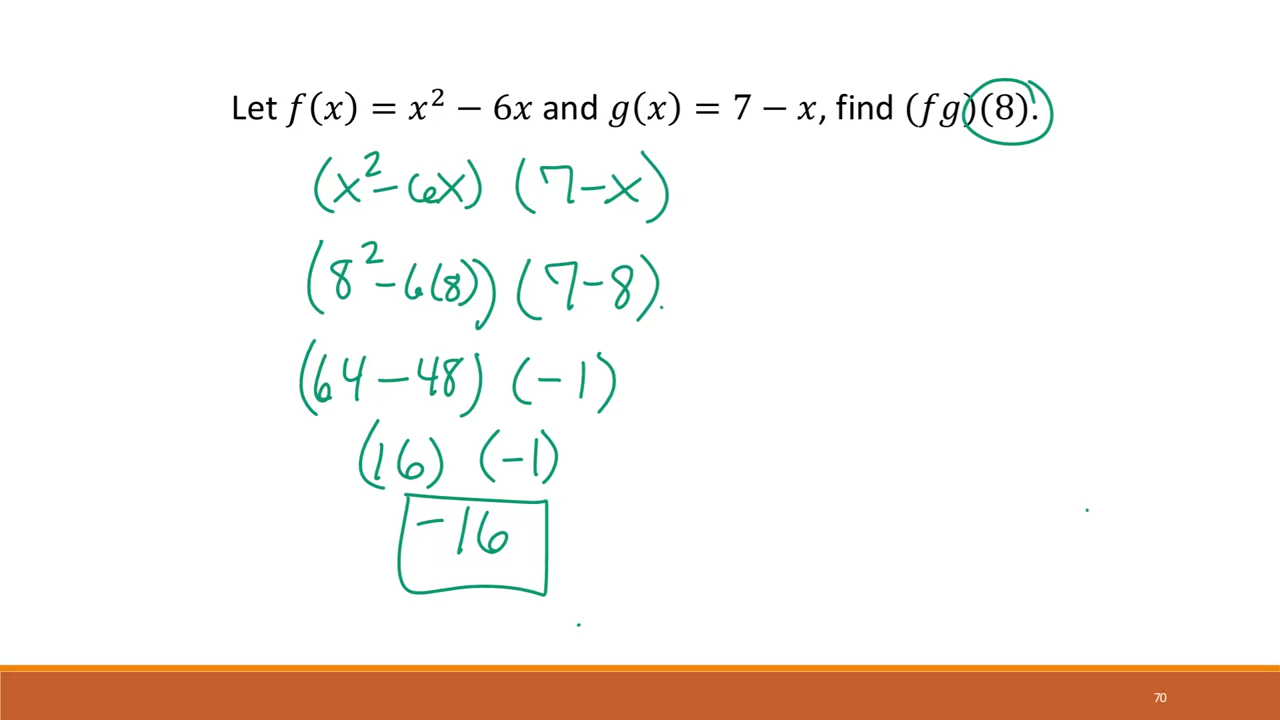 Let f(x) = x² − 6x and g(x) = 7 − x, find (fg)(8).
(x² − 6x) (7 − x)
(8² − 6(8)) (7 − 8)
(64 − 48) (−1)
(16) (−1)
−16
70